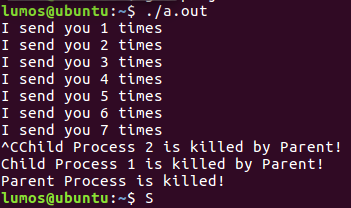 lumos@ubuntu:~$ ./a.out
I send you 1 times
I send you 2 times
I send you 3 times
I send you 4 times
I send you 5 times
I send you 6 times
I send you 7 times
^CChild Process 2 is killed by Parent!
Child Process 1 is killed by Parent!
Parent Process is killed!
lumos@ubuntu:~$ S